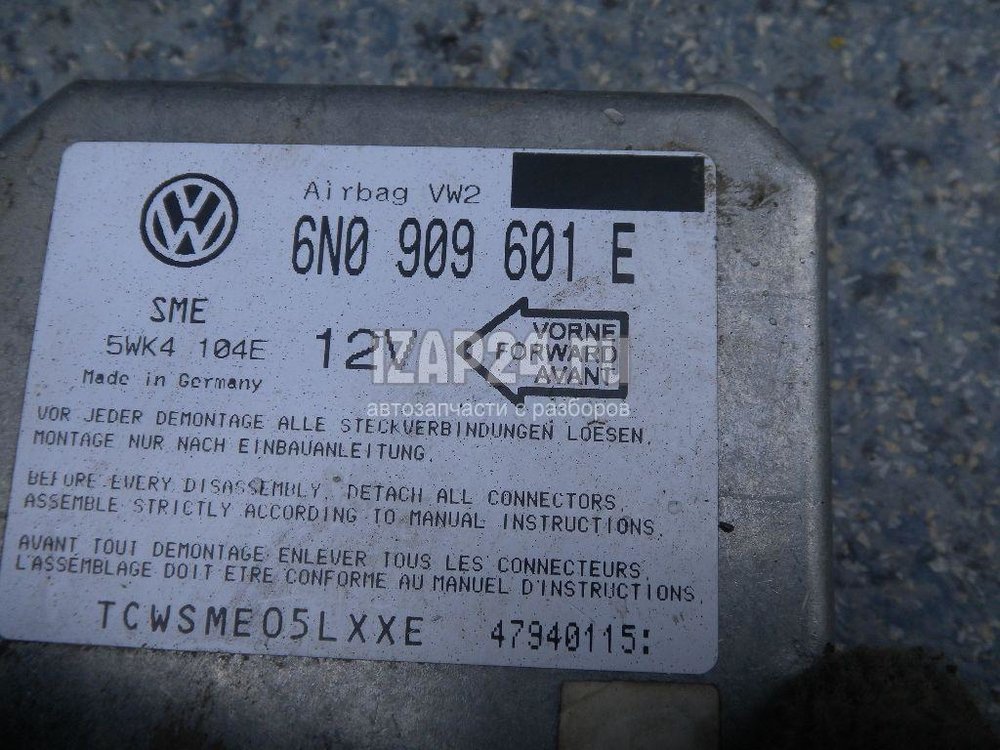 Airbag VW2
6N0 909 601 E
SME
5WK4 104E
12V
VORNE
FORWARD
AVANT
Made in Germany
автозапчасти с разборов
VOR JEDER DEMONTAGE ALLE STECKVERBINDUNGEN LOESEN.
MONTAGE NUR NACH EINBAUANLEITUNG.
BEFORE EVERY DISASSEMBLY, DETACH ALL CONNECTORS.
ASSEMBLE STRICTLY ACCORDING TO MANUAL INSTRUCTIONS.
AVANT TOUT DEMONTAGE ENLEVER TOUS LES CONNECTEURS.
L'ASSEMBLAGE DOIT ETRE CONFORME AU MANUEL D'INSTRUCTIONS.
TCWSME05LXXE
47940115: